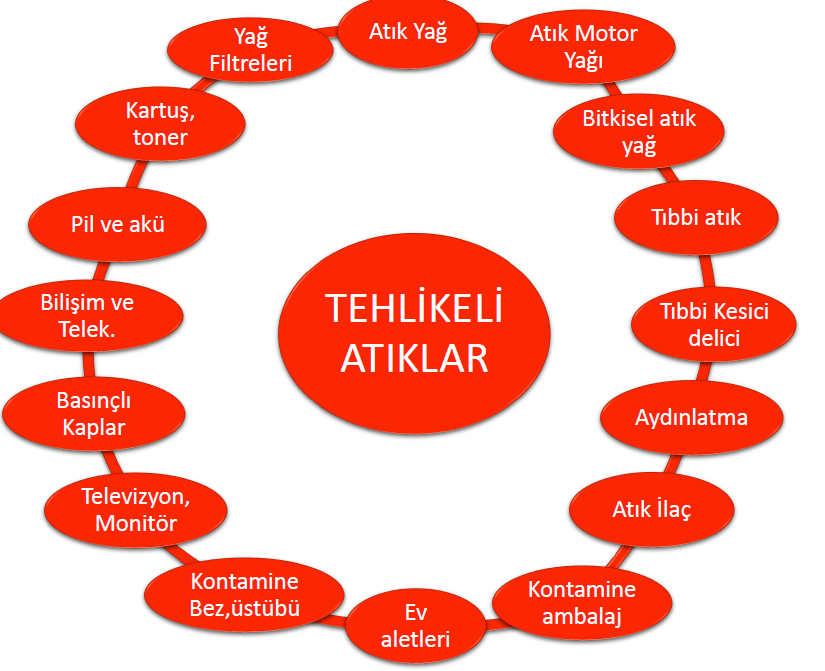 Atık Yağ
Atık Motor
Yağı
Bitkisel atık
yağ
Tıbbi atık
Tıbbi Kesici
delici
Aydınlatma
Atık İlaç
Kontamine
ambalaj
Ev
aletleri
Kontamine
Bez,üstübü
Televizyon,
Monitör
Basınçlı
Kaplar
Bilişim ve
Telek.
Pil ve akü
Kartuş,
toner
Yağ
Filtreleri
TEHLİKELİ
ATIKLAR